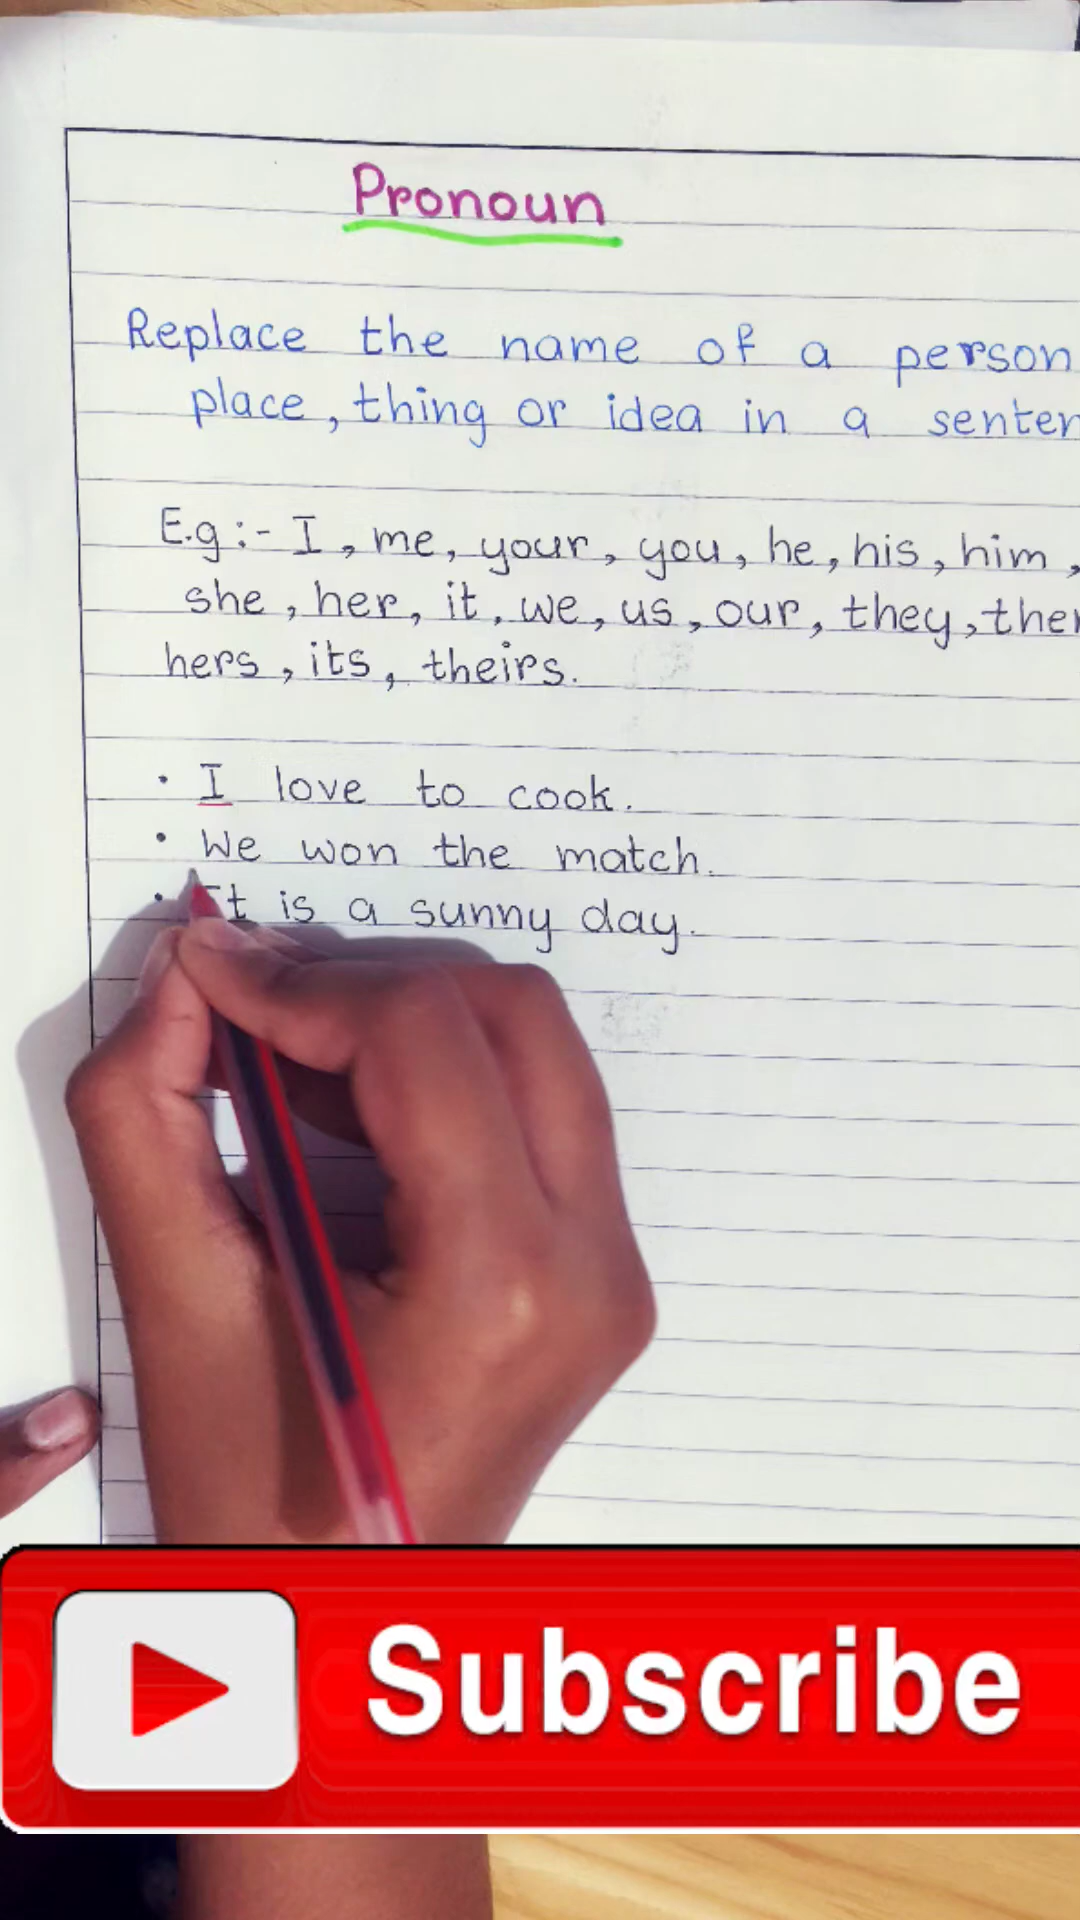 Pronoun
Replace the name of a person
place, thing or idea in a
E.g:- I, me, your, you, he, his, him,
she, her, it, we, us, our, they,
hers, its, theirs.
• I love to cook.
• We won the match.
• It is a sunny day.
Subscribe